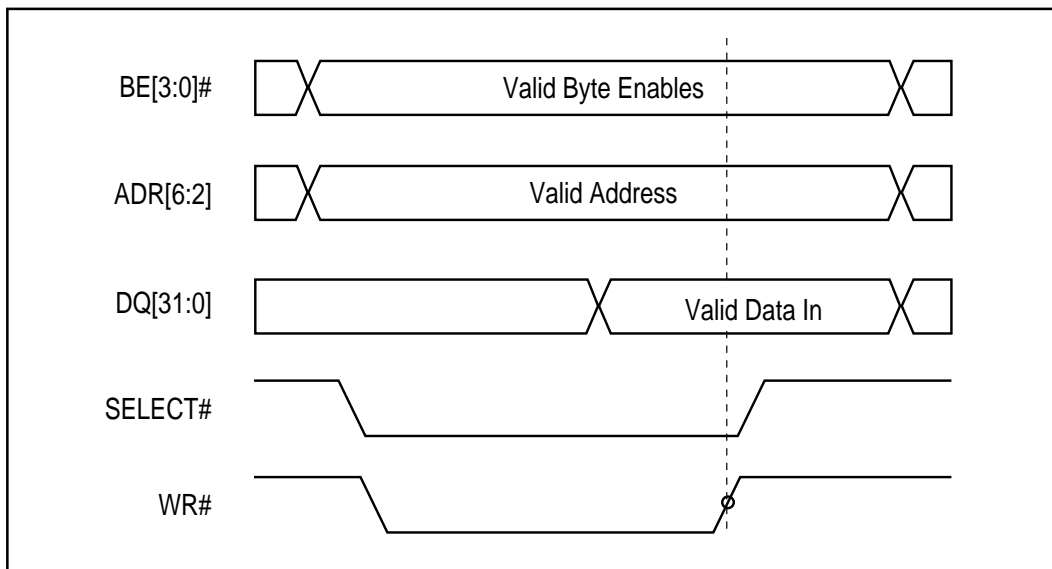 BE[3:0]#
Valid Byte Enables
ADR[6:2]
Valid Address
DQ[31:0]
Valid Data In
SELECT#
WR#